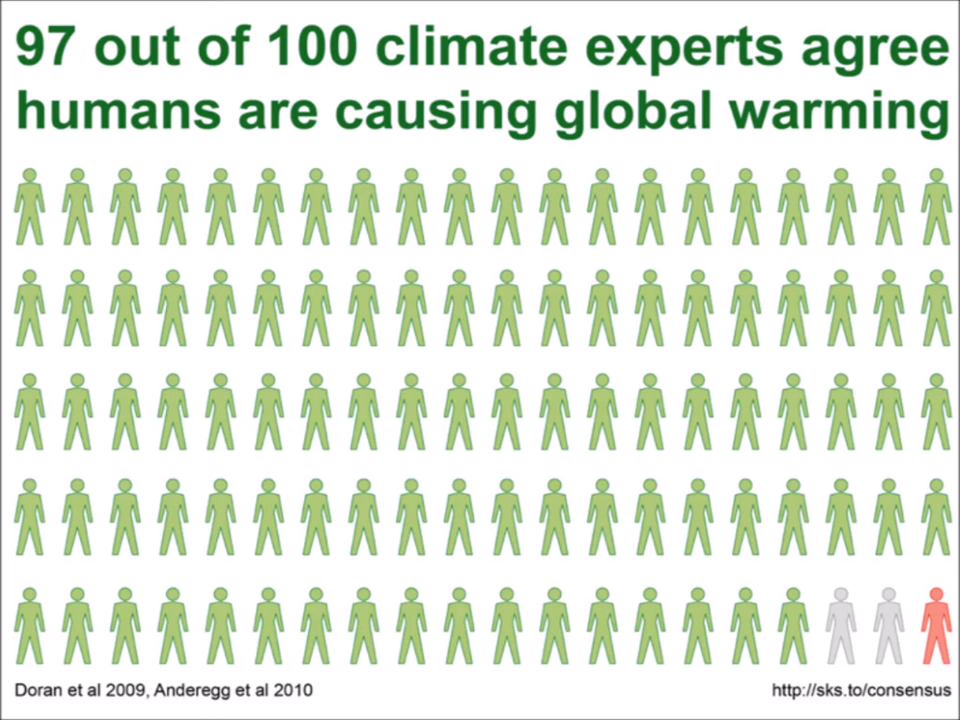 97 out of 100 climate experts agree
humans are causing global warming
Doran et al 2009, Anderegg et al 2010
http://sks.to/consensus